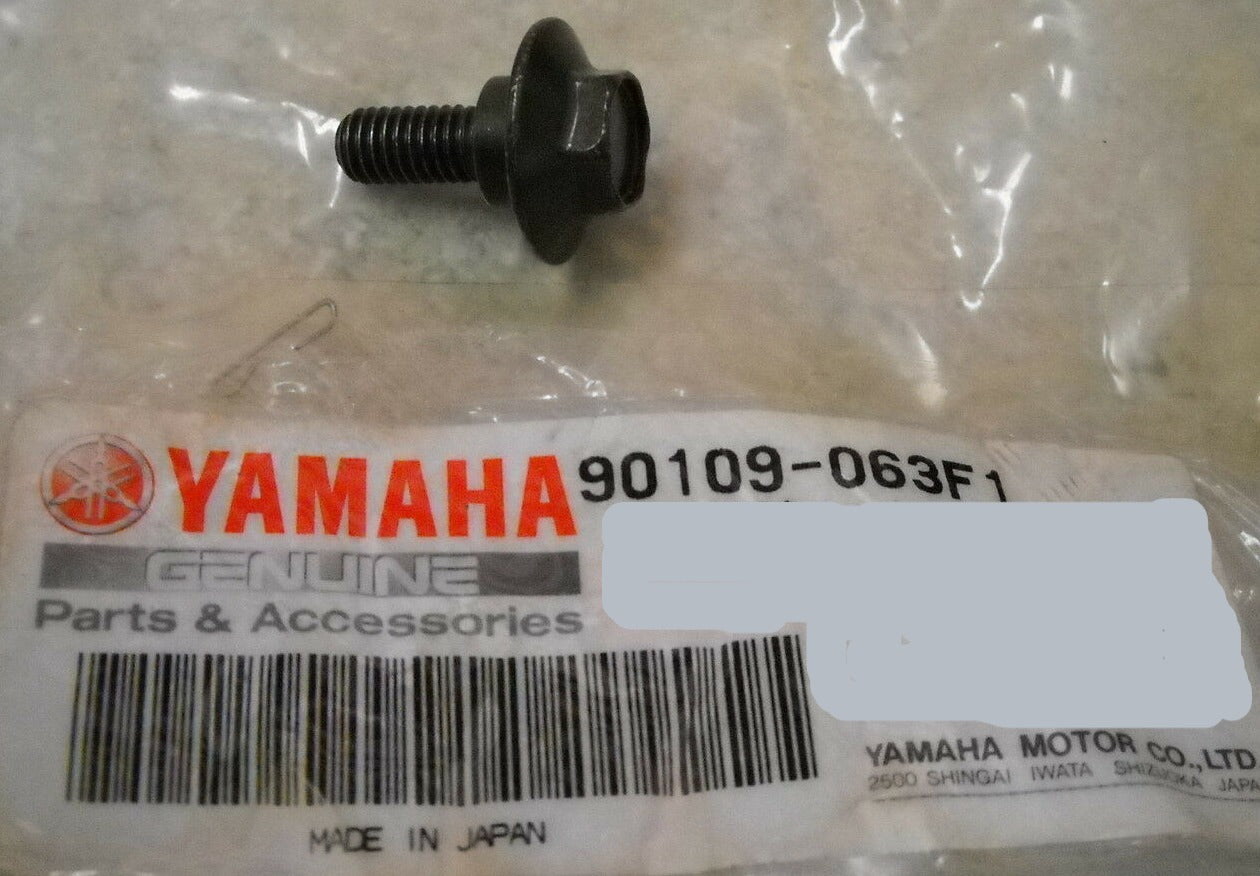 YAMAHA 90109-063F1
GENUINE
Parts & Accessories
MADE IN JAPAN
YAMAHA MOTOR CO.,LTD
2500 SHINGAI IWATA SHIZUOKA JAPA